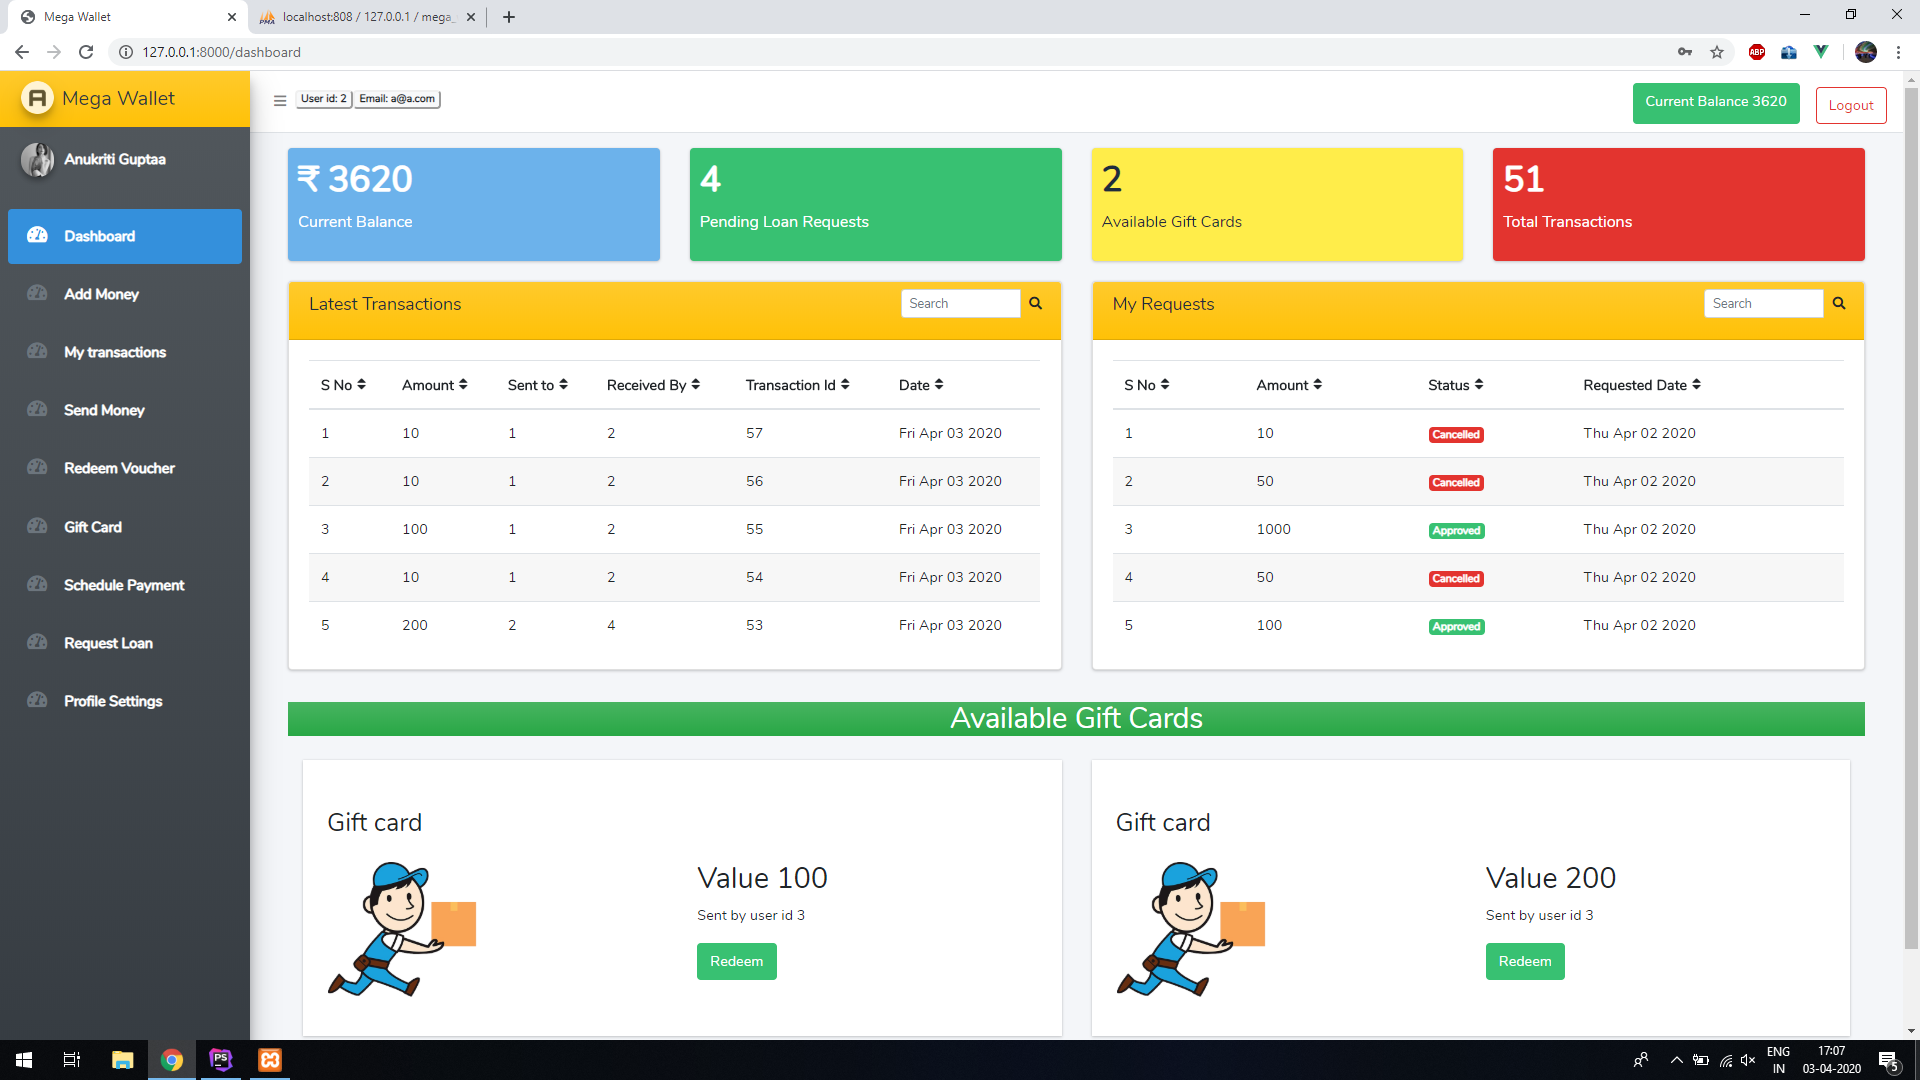 Mega Wallet
localhost:808 / 127.0.0.1 / mega_
127.0.0.1:8000/dashboard
ABP
Mega Wallet
User id: 2 Email: a@a.com
Current Balance 3620
Logout
Anukriti Guptaa
Dashboard
Add Money
My transactions
Send Money
Redeem Voucher
Gift Card
Schedule Payment
Request Loan
Profile Settings
₹ 3620
Current Balance
4
Pending Loan Requests
2
Available Gift Cards
51
Total Transactions
Latest Transactions Search
S No Amount Sent to Received By Transaction Id Date
1 10 1 2 57 Fri Apr 03 2020
2 10 1 2 56 Fri Apr 03 2020
3 100 1 2 55 Fri Apr 03 2020
4 10 1 2 54 Fri Apr 03 2020
5 200 2 4 53 Fri Apr 03 2020
My Requests Search
S No Amount Status Requested Date
1 10 Cancelled Thu Apr 02 2020
2 50 Cancelled Thu Apr 02 2020
3 1000 Approved Thu Apr 02 2020
4 50 Cancelled Thu Apr 02 2020
5 100 Approved Thu Apr 02 2020
Available Gift Cards
Gift card
Value 100
Sent by user id 3
Redeem
Gift card
Value 200
Sent by user id 3
Redeem
PS
ENG
IN
17:07
03-04-2020
5